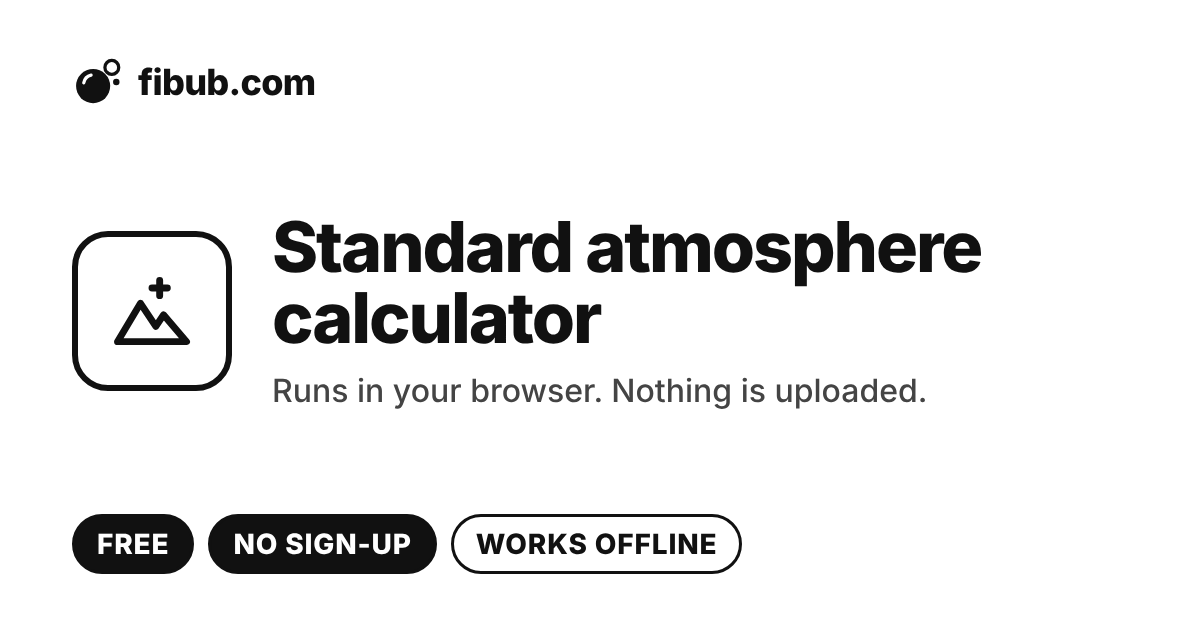 fibub.com
Standard atmosphere
calculator
Runs in your browser. Nothing is uploaded.
FREE
NO SIGN-UP
WORKS OFFLINE